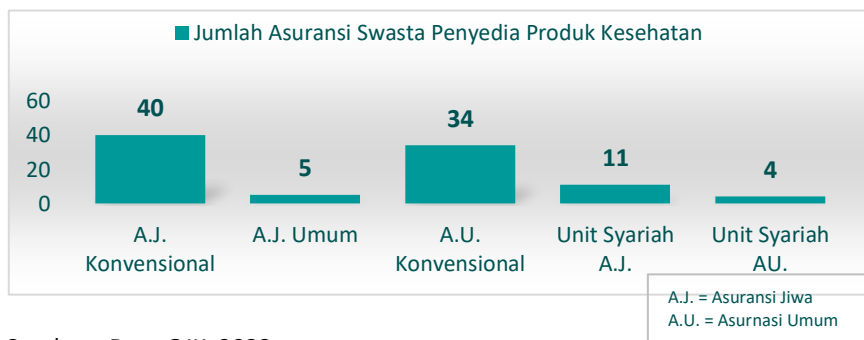 Jumlah Asuransi Swasta Penyedia Produk Kesehatan
60
40
20
0
40
5
34
11
4
A.J.
Konvensional
A.J. Umum
A.U.
Konvensional
Unit Syariah
A.J.
Unit Syariah
AU.
A.J. = Asuransi Jiwa
A.U. = Asurnasi Umum